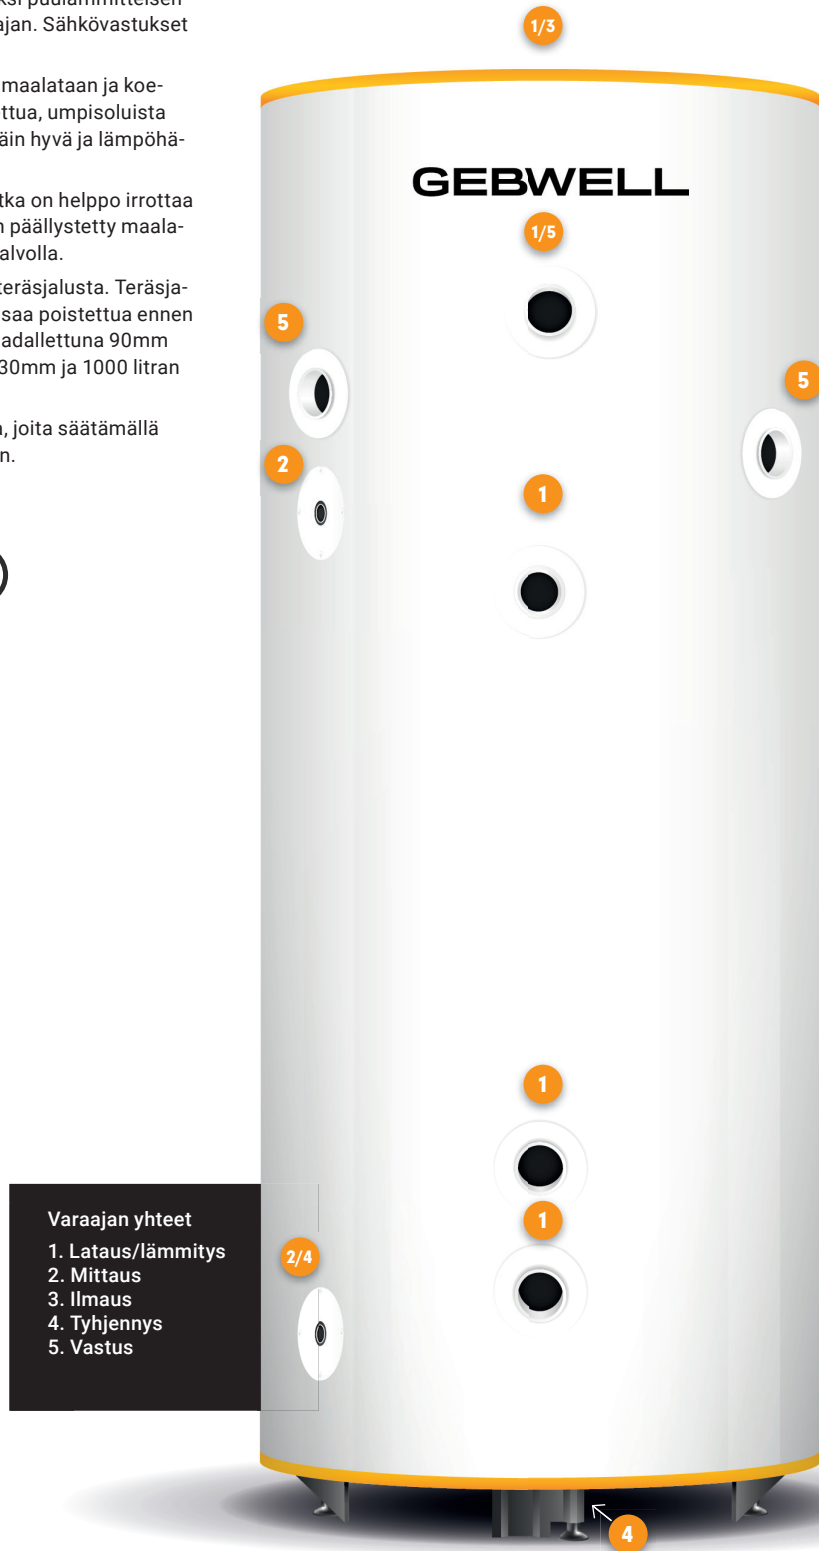 ksi puulämmitteisen
ajan. Sähkövastukset
maalataan ja koe-
ttua, umpisoluista
äin hyvä ja lämpöhä-
tka on helppo irrottaa
n päällystetty maala-
alvolla.
teräsjalusta. Teräsja-
saa poistettua ennen
adallettuna 90mm
30mm ja 1000 litran
, joita säätämällä
n.
1/3
GEBWELL
1/5
5
5
2
1
1
1
2/4
4
Varaajan yhteet
1. Lataus/lämmitys
2. Mittaus
3. Ilmaus
4. Tyhjennys
5. Vastus